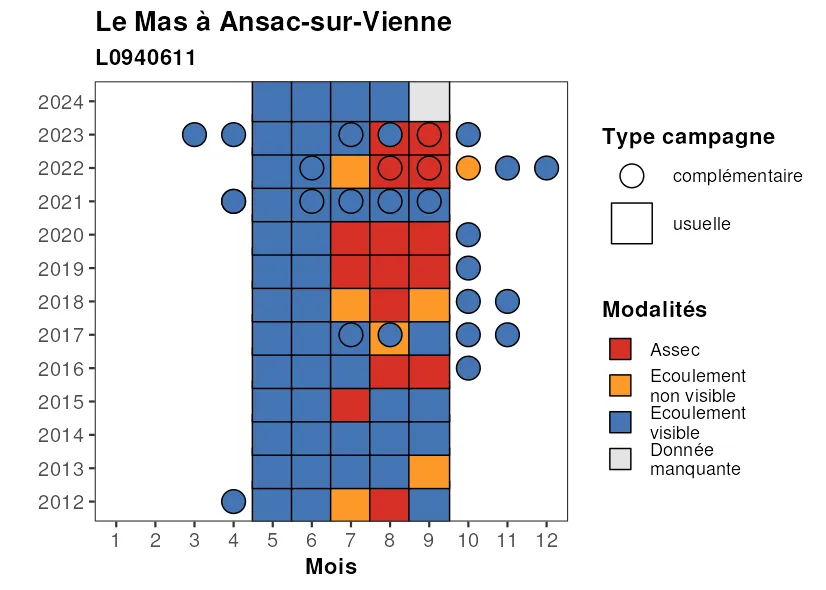 Le Mas à Ansac-sur-Vienne
L0940611
2024
2023
2022
2021
2020
2019
2018
2017
2016
2015
2014
2013
2012
1 2 3 4 5 6 7 8 9 10 11 12
Mois
Type campagne
complémentaire
usuelle
Modalités
Assec
Ecoulement
non visible
Ecoulement
visible
Donnée
manquante